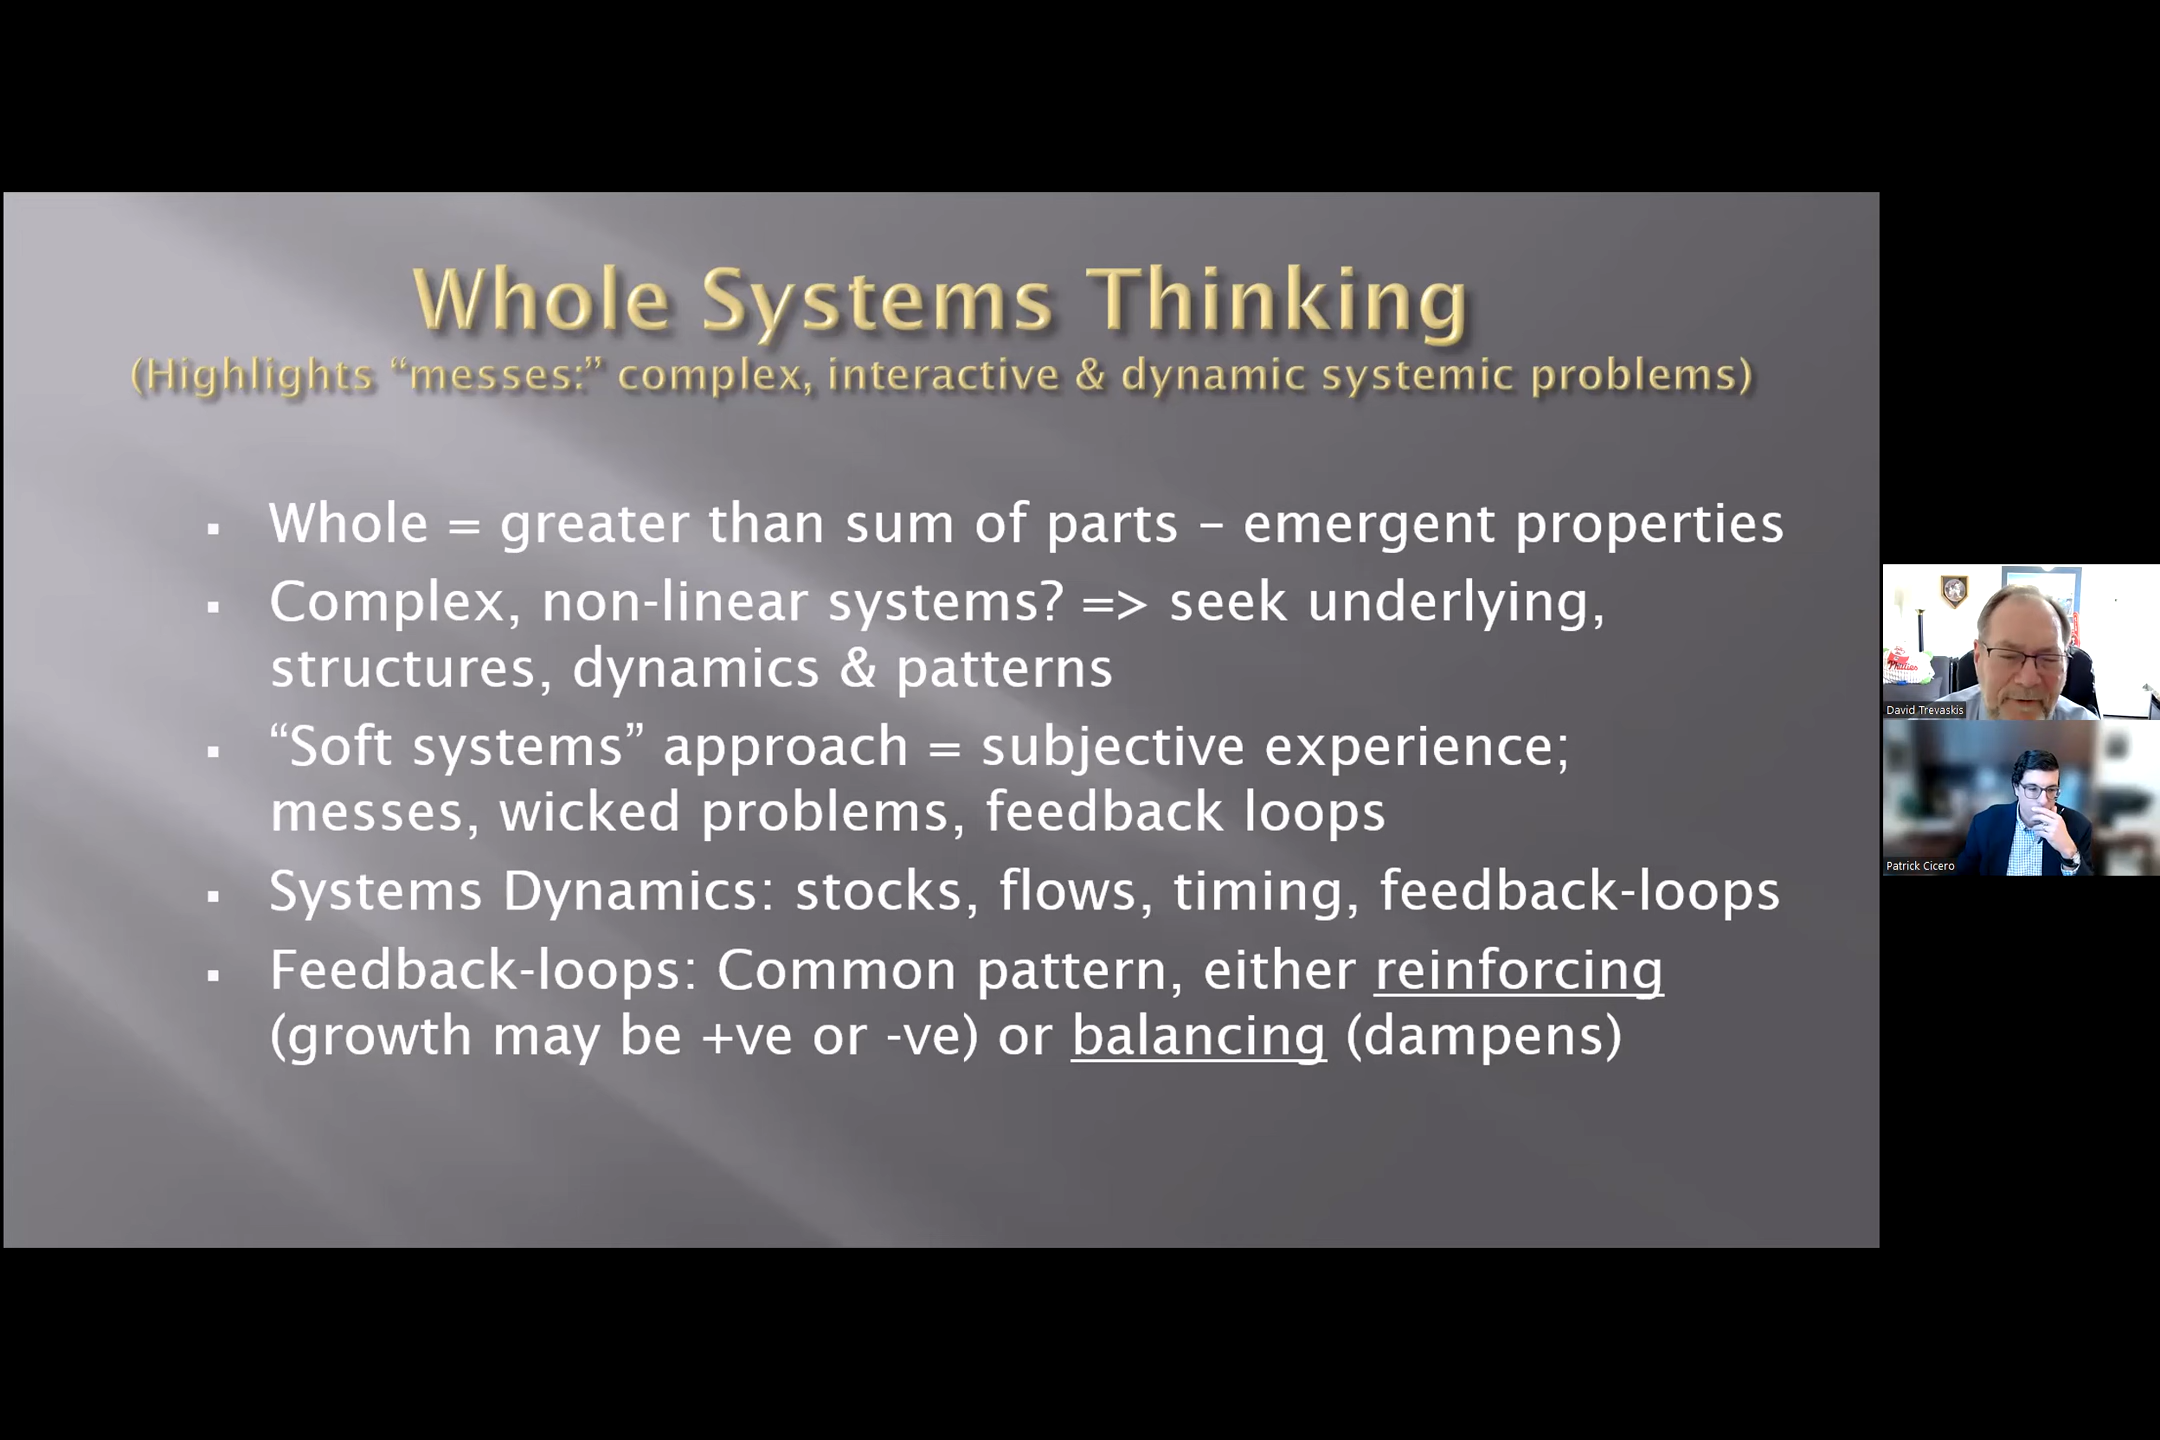 Whole Systems Thinking
(Highlights “messes:” complex, interactive & dynamic systemic problems)
▪ Whole = greater than sum of parts – emergent properties
▪ Complex, non-linear systems? => seek underlying,
structures, dynamics & patterns
▪ “Soft systems” approach = subjective experience;
messes, wicked problems, feedback loops
▪ Systems Dynamics: stocks, flows, timing, feedback-loops
▪ Feedback-loops: Common pattern, either reinforcing
(growth may be +ve or -ve) or balancing (dampens)
Phillies
David Trevaskis
Patrick Cicero